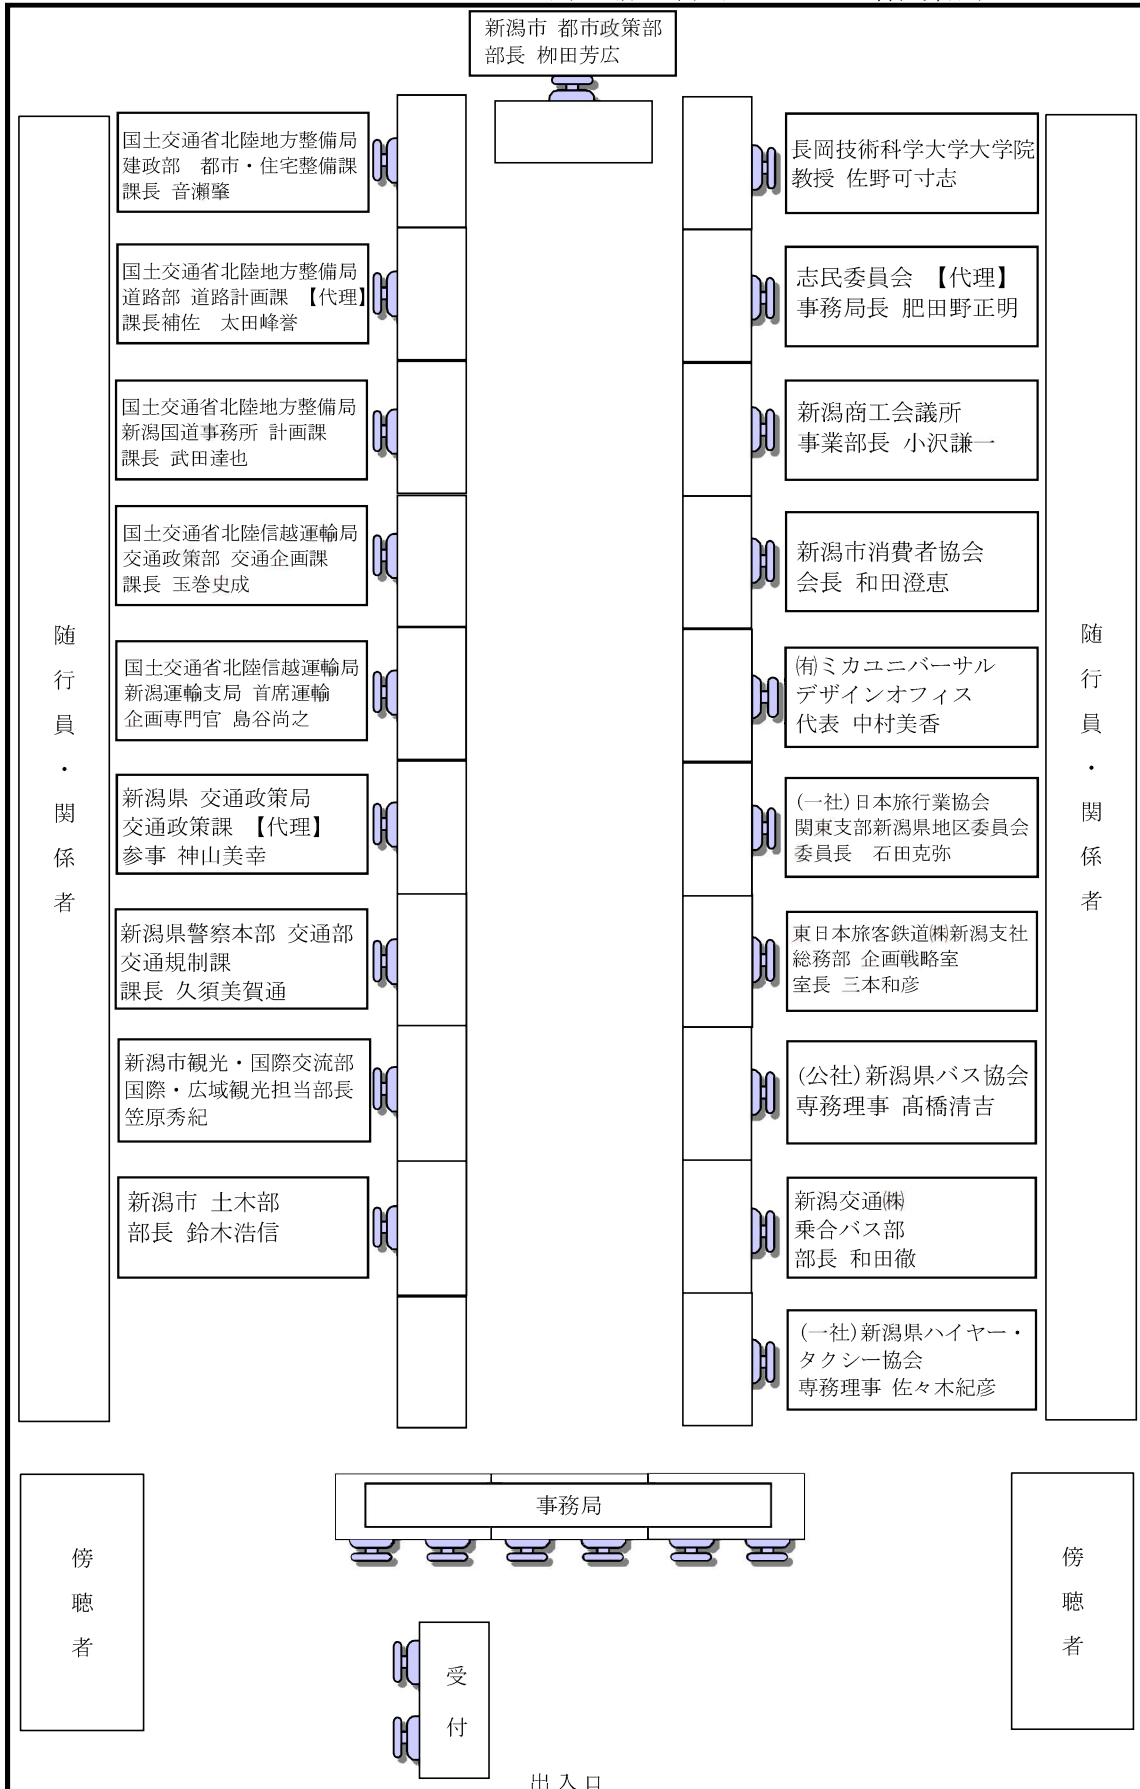 新潟市 都市政策部
部長 柳田芳広
随行員・関係者
国土交通省北陸地方整備局
建政部 都市・住宅整備課
課長 音瀬肇
国土交通省北陸地方整備局
道路部 道路計画課 【代理】
課長補佐 太田峰誉
国土交通省北陸地方整備局
新潟国道事務所 計画課
課長 武田達也
国土交通省北陸信越運輸局
交通政策部 交通企画課
課長 玉巻史成
国土交通省北陸信越運輸局
新潟運輸支局 首席運輸
企画専門官 島谷尚之
新潟県 交通政策局
交通政策課 【代理】
参事 神山美幸
新潟県警察本部 交通部
交通規制課
課長 久須美賀通
新潟市観光・国際交流部
国際・広域観光担当部長
笠原秀紀
新潟市 土木部
部長 鈴木浩信
長岡技術科学大学大学院
教授 佐野可寸志
志民委員会 【代理】
事務局長 肥田野正明
新潟商工会議所
事業部長 小沢謙一
新潟市消費者協会
会長 和田澄恵
㈲ミカユニバーサル
デザインオフィス
代表 中村美香
(一社)日本旅行業協会
関東支部新潟県地区委員会
委員長 石田克弥
東日本旅客鉄道㈱新潟支社
総務部 企画戦略室
室長 三本和彦
(公社)新潟県バス協会
専務理事 髙橋清吉
新潟交通㈱
乗合バス部
部長 和田徹
(一社)新潟県ハイヤー・
タクシー協会
専務理事 佐々木紀彦
随行員・関係者
事務局
傍聴者
傍聴者
受付
出入口